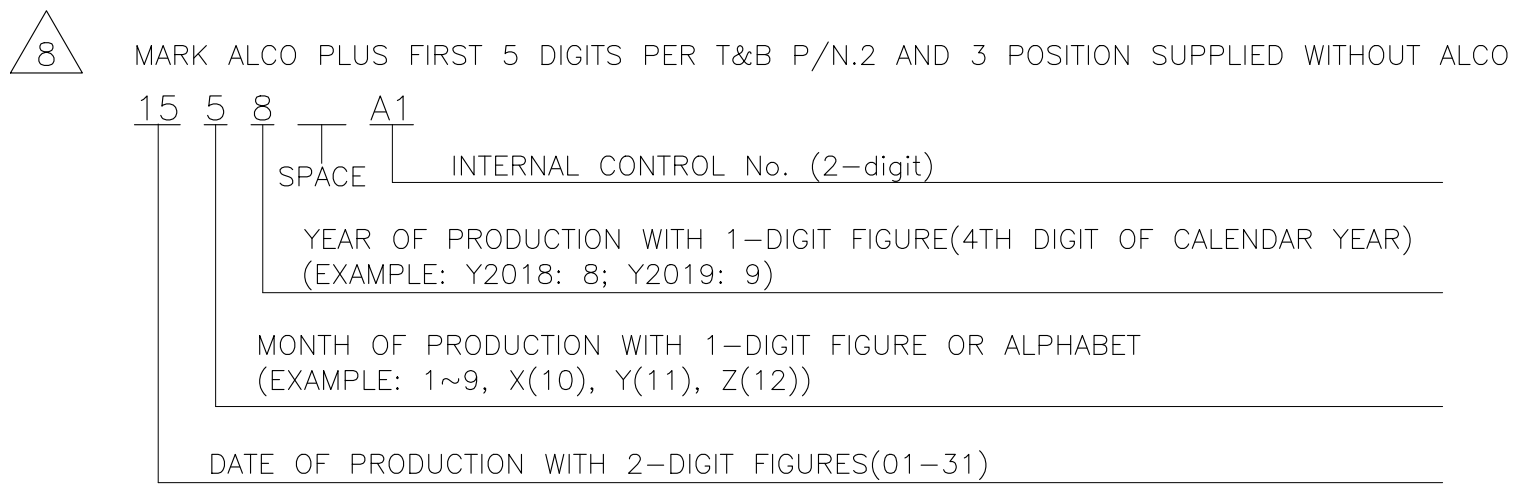 8 MARK ALCO PLUS FIRST 5 DIGITS PER T&B P/N.2 AND 3 POSITION SUPPLIED WITHOUT ALCO
15 5 8 A1
SPACE INTERNAL CONTROL No. (2-digit)
YEAR OF PRODUCTION WITH 1-DIGIT FIGURE(4TH DIGIT OF CALENDAR YEAR)
(EXAMPLE: Y2018: 8; Y2019: 9)
MONTH OF PRODUCTION WITH 1-DIGIT FIGURE OR ALPHABET
(EXAMPLE: 1~9, X(10), Y(11), Z(12))
DATE OF PRODUCTION WITH 2-DIGIT FIGURES(01-31)